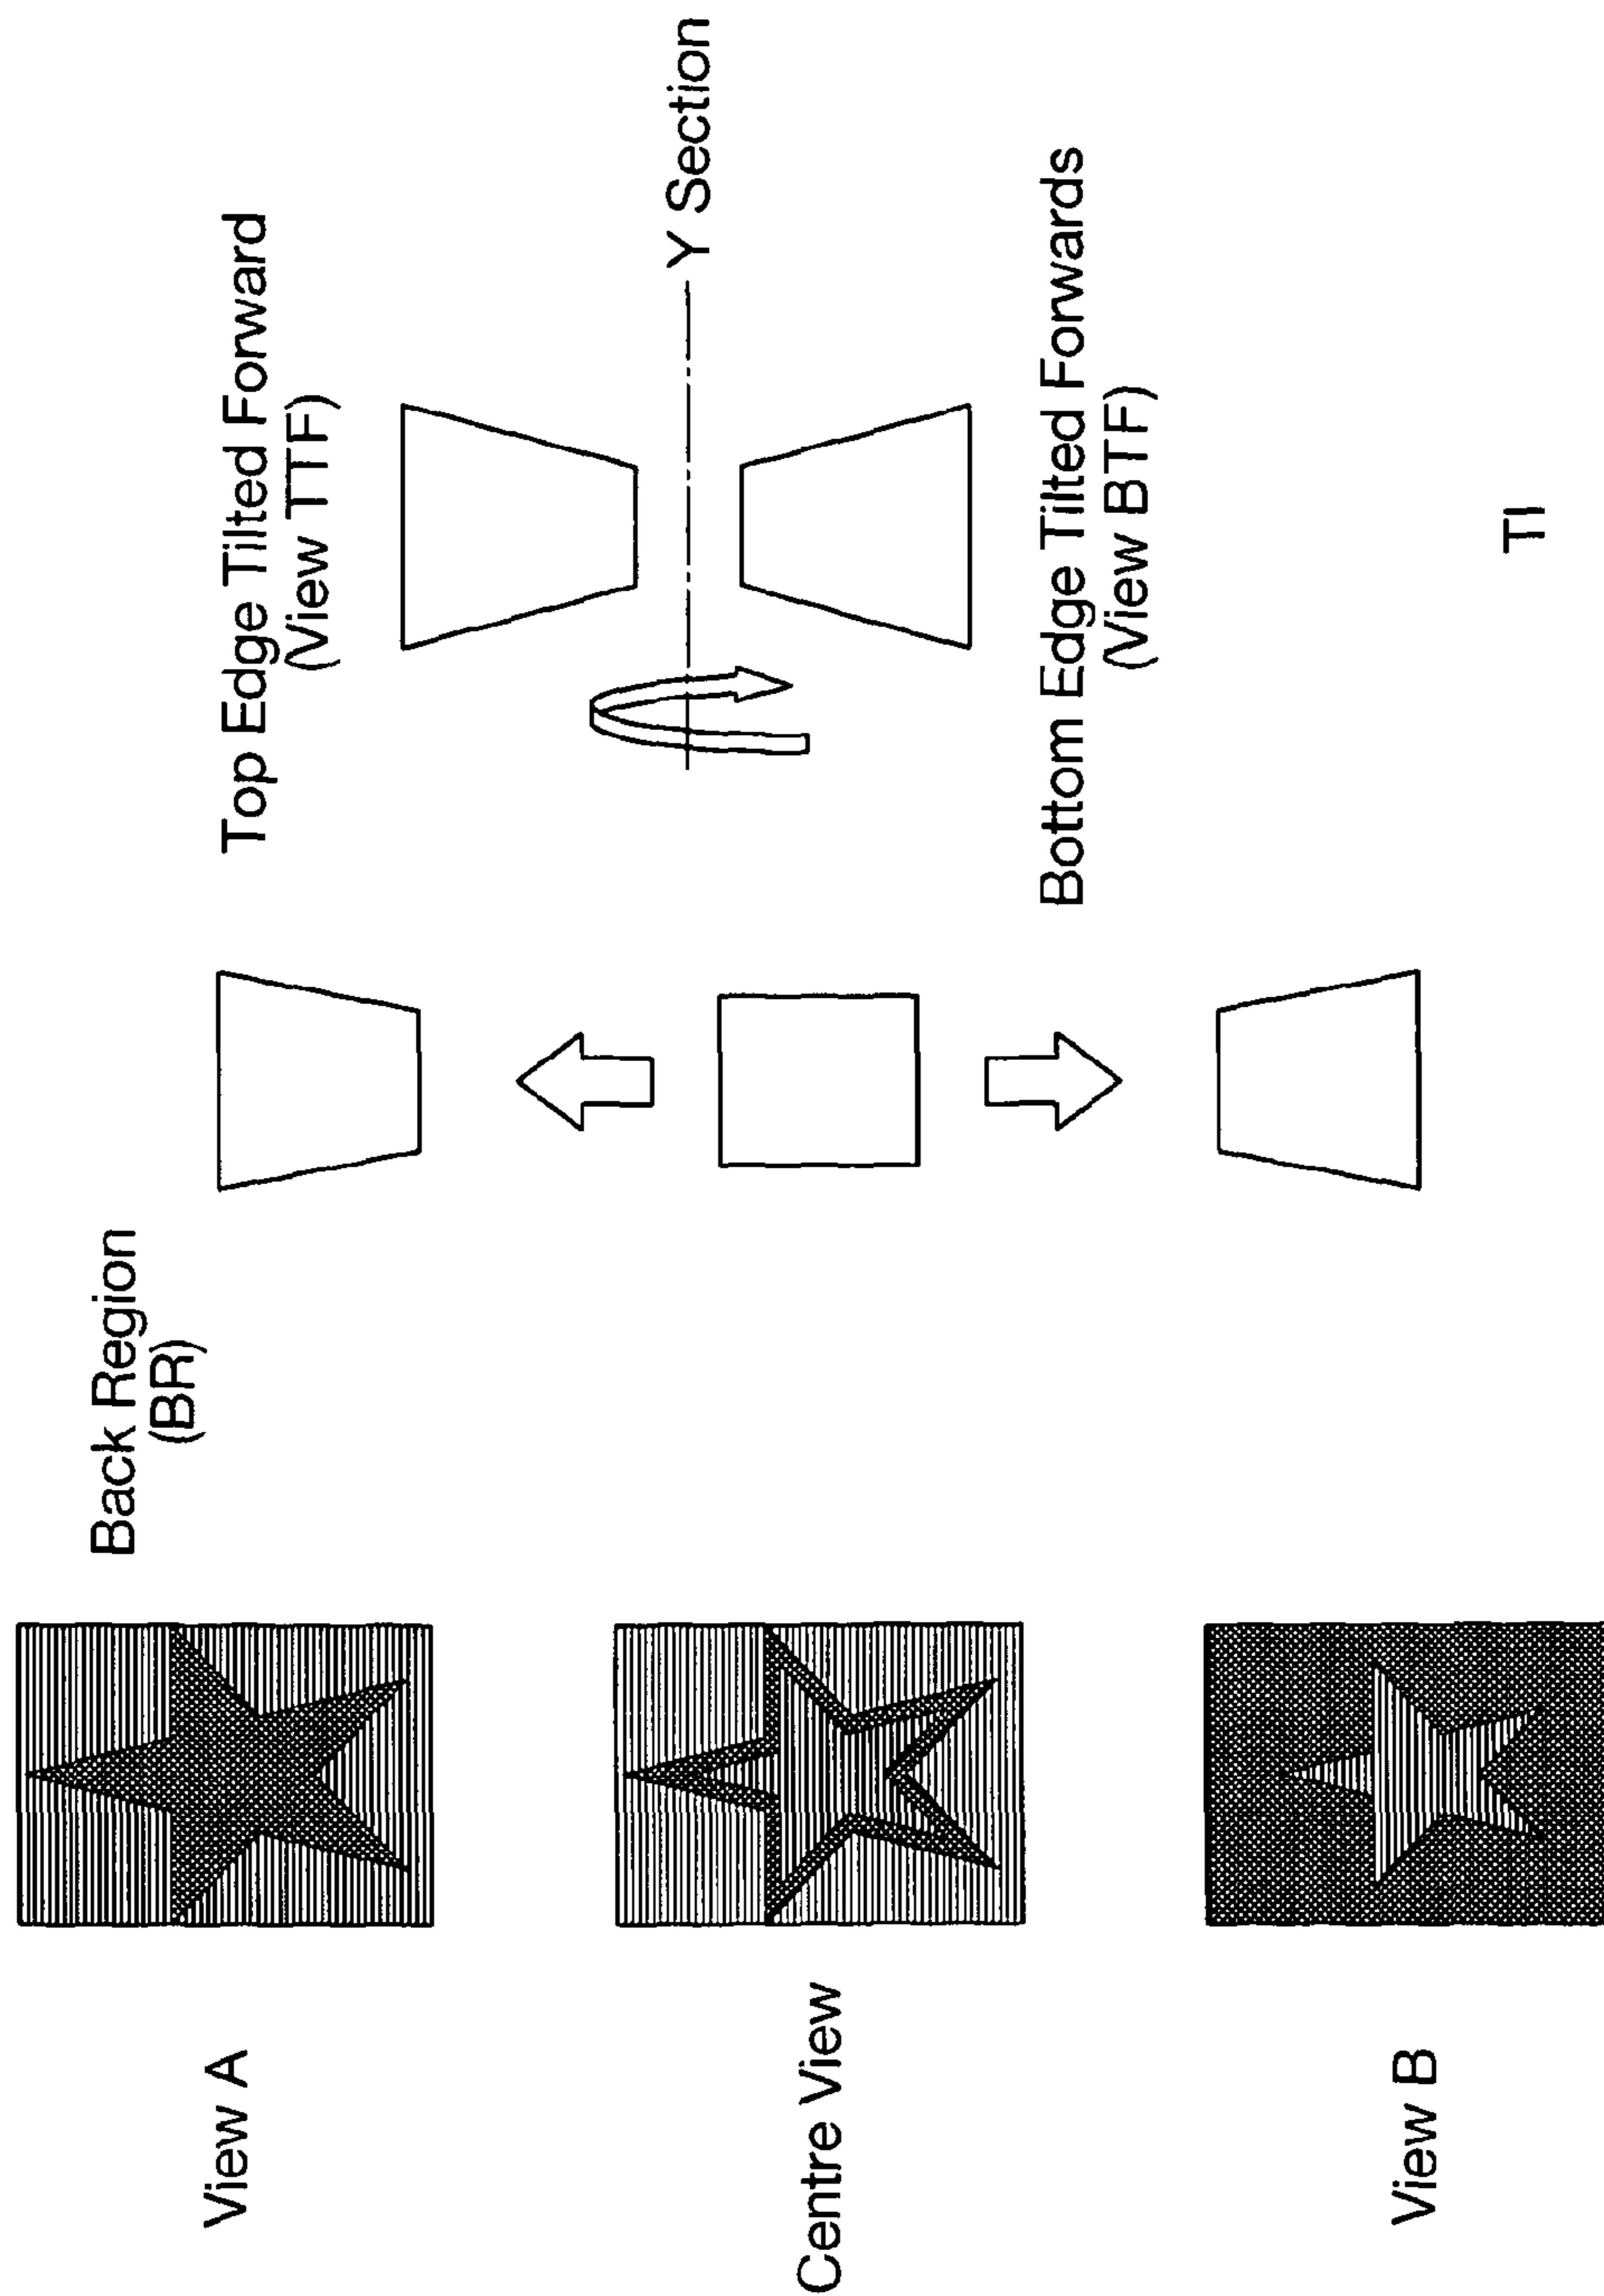 View A
Back Region
(BR)
Top Edge Tilted Forward
(View TTF)
Centre View
Y Section
View B
Bottom Edge Tilted Forwards
(View BTF)
TI